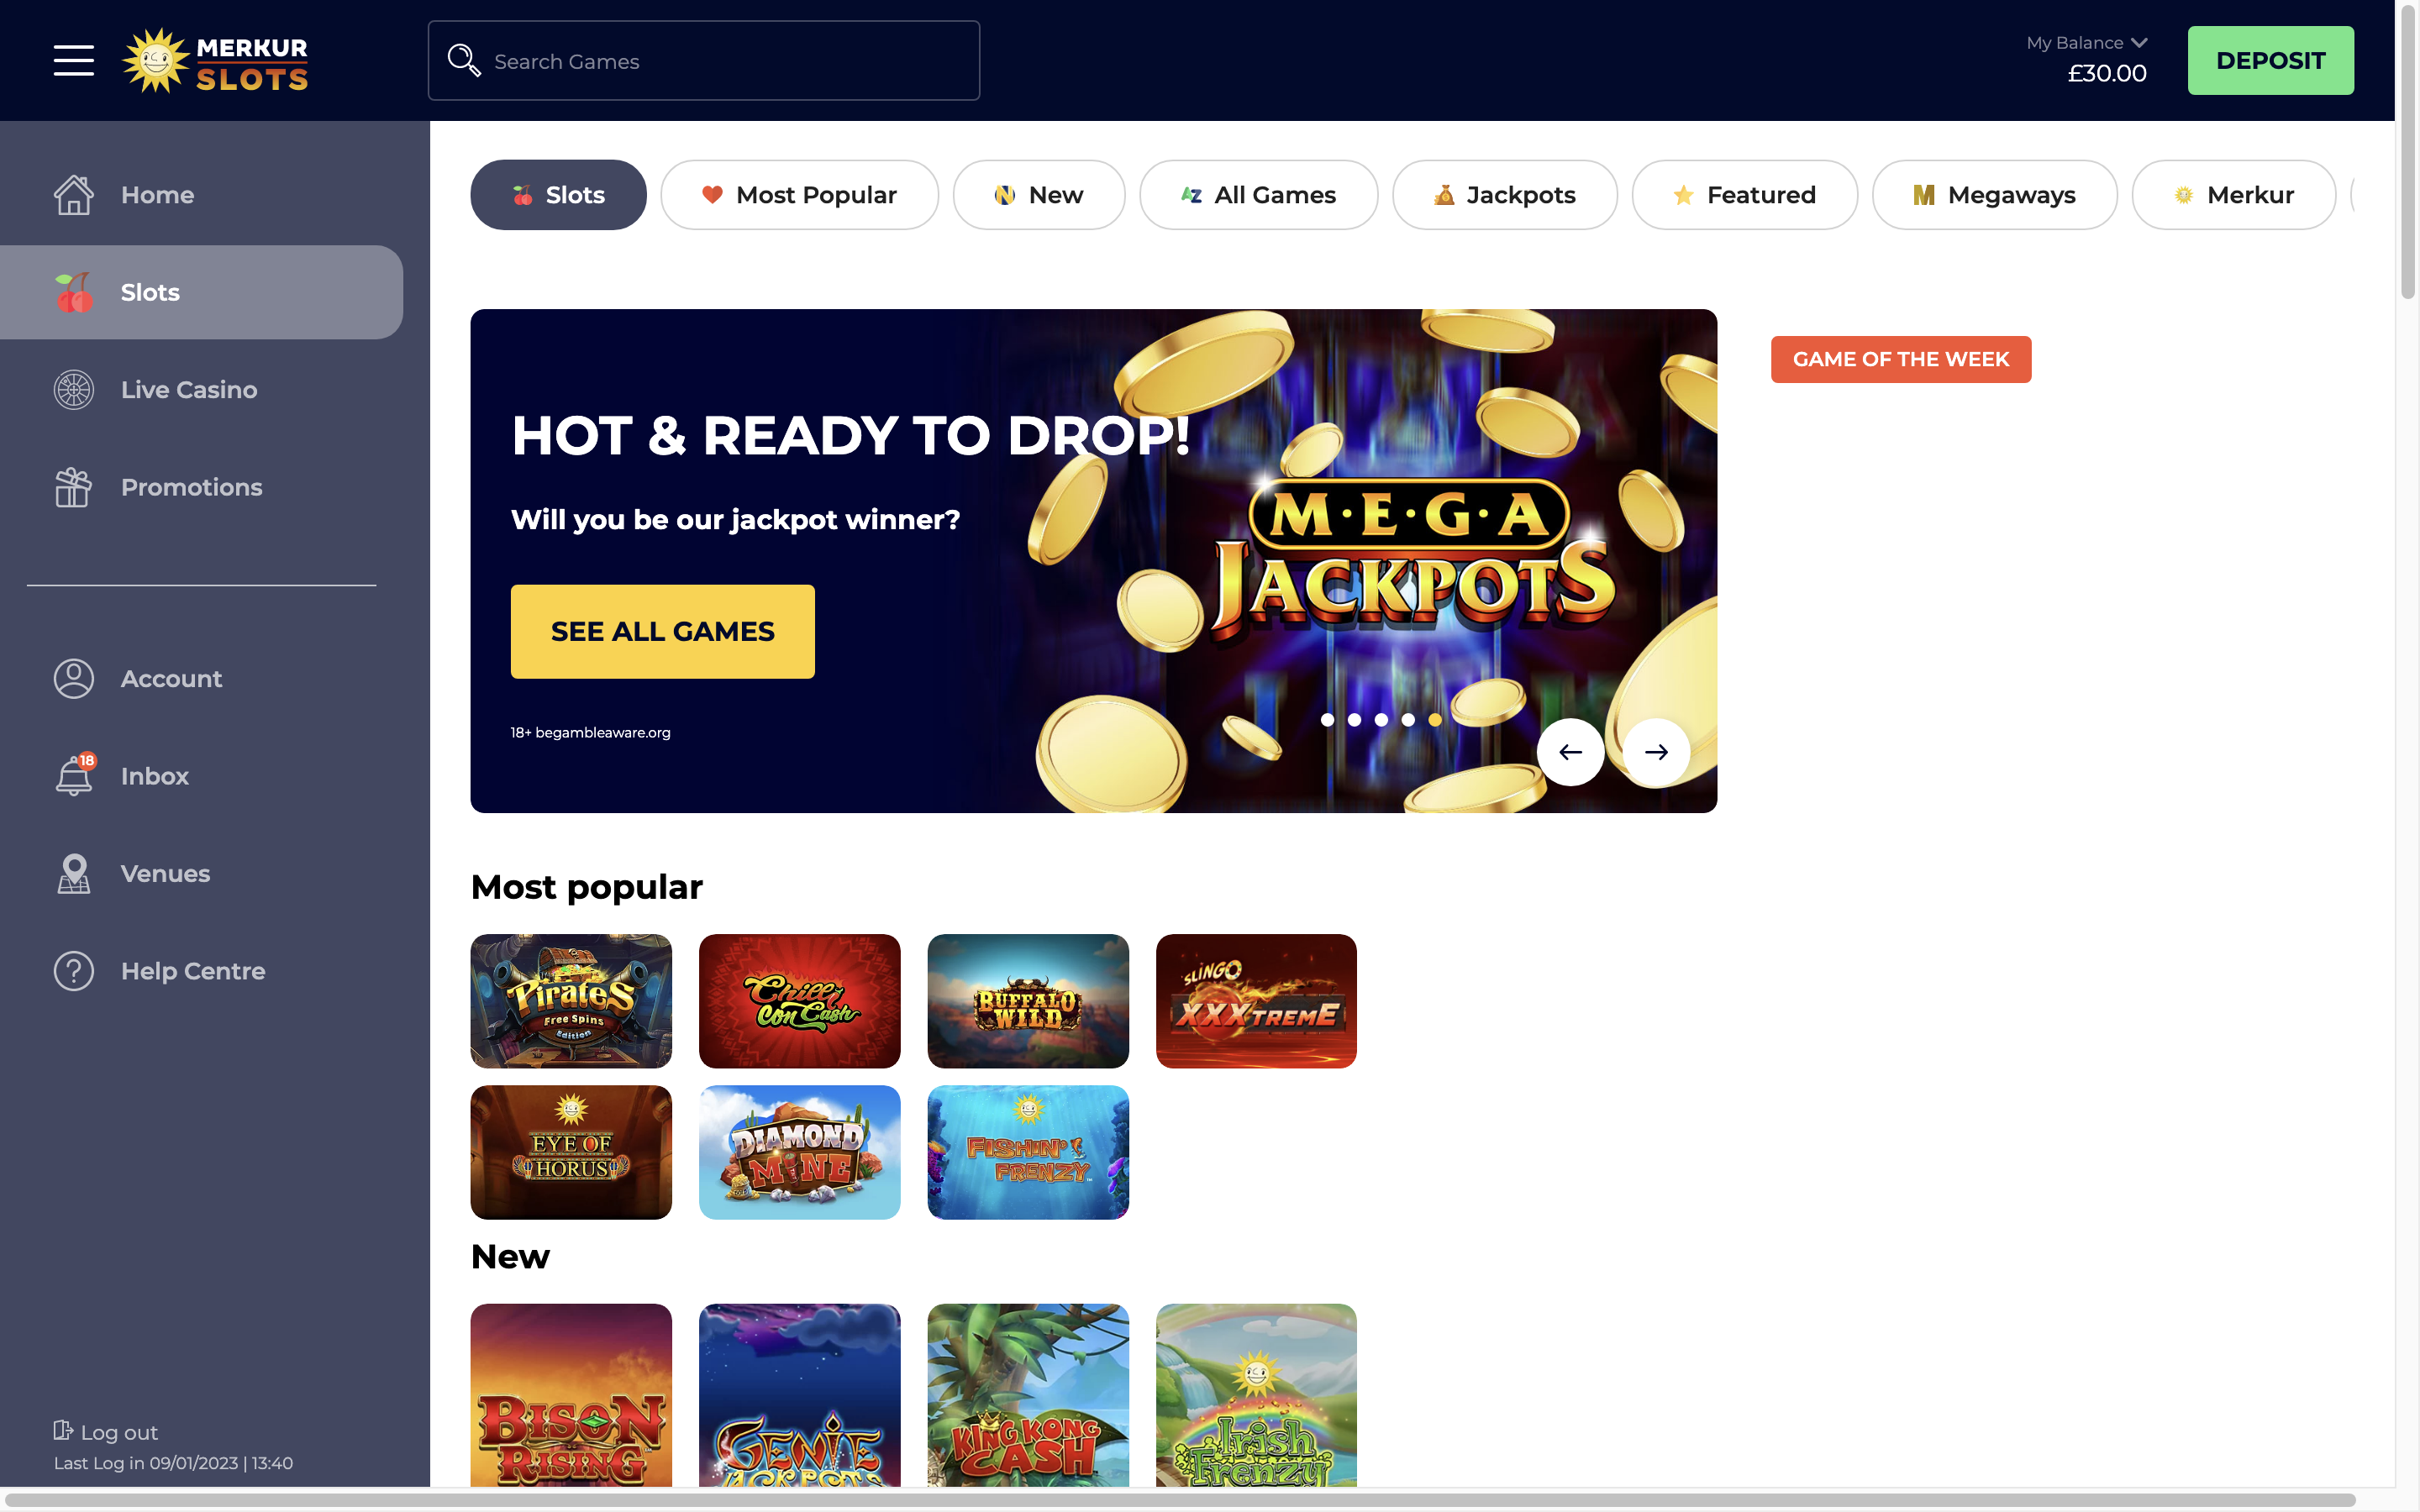 MERKUR
SLOTS
Search Games
My Balance
£30.00
DEPOSIT
Home
Slots
Live Casino
Promotions
Account
18
Inbox
Venues
Help Centre
Log out
Last Log in 09/01/2023 | 13:40
Slots
Most Popular
N New
AZ All Games
Jackpots
Featured
M Megaways
Merkur
HOT & READY TO DROP!
Will you be our jackpot winner?
SEE ALL GAMES
18+ begambleaware.org
M·E·G·A
JACKPOTS
GAME OF THE WEEK
Most popular
Pirates
Free Spins
Edition
Chilli
Con Cash
BUFFALO
WILD
SLINGO
XXXTREME
EYE OF
HORUS
DIAMOND
MINE
FISHIN'
FRENZY™
New
BISON
RISING
GENIE
JACKPOTS
KING KONG
CASH
Irish
Frenzy